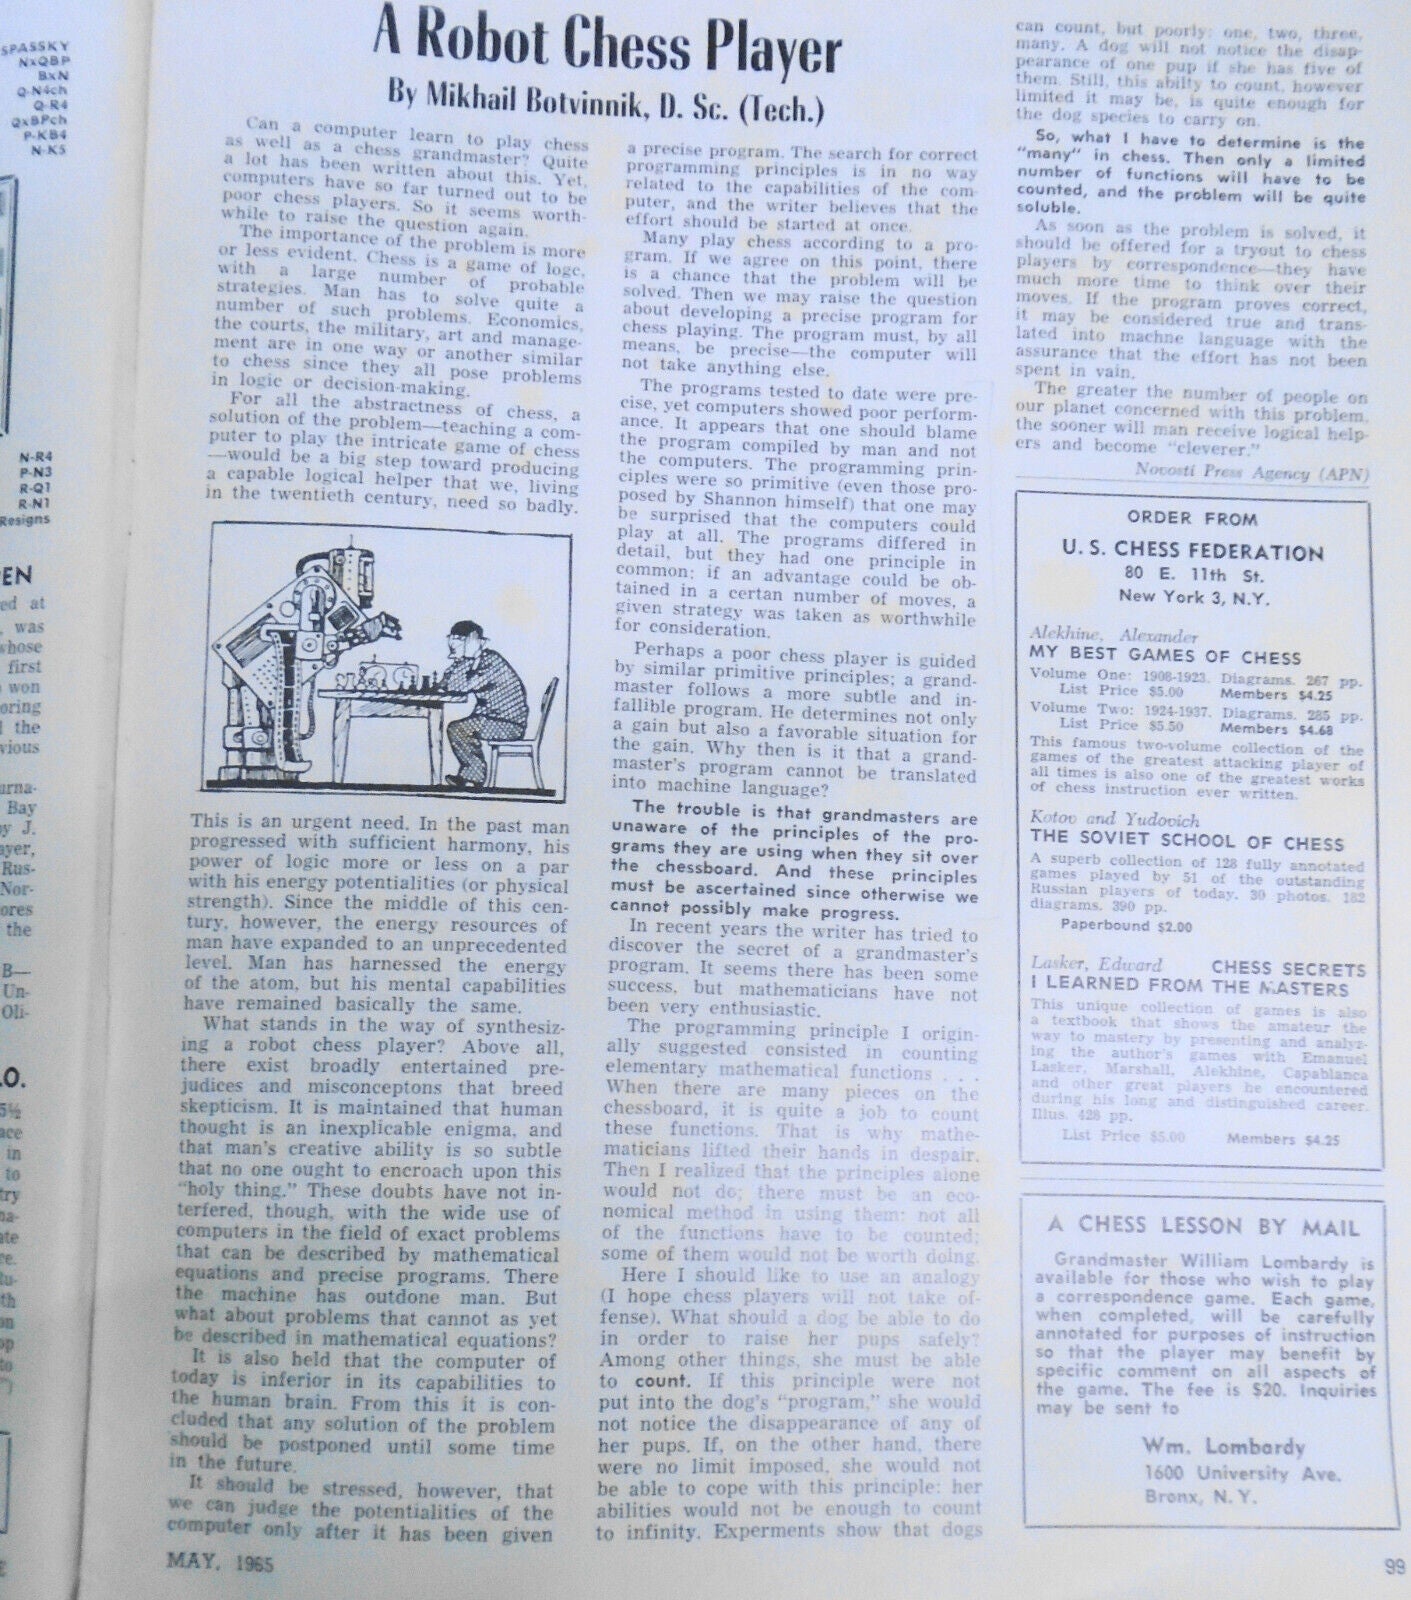 SPASSKY
NxQBP
BxN
Q-N4ch
Q-R4
QxBPch
P-KB4
N-K5
N-R4
P-N3
R-Q1
R-N1
Resigns
A Robot Chess Player
By Mikhail Botvinnik, D. Sc. (Tech.)
Can a computer learn to play chess
as well as a chess grandmaster? Quite
a lot has been written about this. Yet,
computers have so far turned out to be
poor chess players. So it seems worth-
while to raise the question again.
The importance of the problem is more
or less evident. Chess is a game of logc,
with a large number of probable
strategies. Man has to solve quite a
number of such problems. Economics,
the courts, the military, art and manage-
ment are in one way or another similar
to chess since they all pose problems
in logic or decision-making.
For all the abstractness of chess, a
solution of the problem—teaching a com-
puter to play the intricate game of chess
—would be a big step toward producing
a capable logical helper that we, living
in the twentieth century, need so badly.
This is an urgent need. In the past man
progressed with sufficient harmony, his
power of logic more or less on a par
with his energy potentialities (or physical
strength). Since the middle of this cen-
tury, however, the energy resources of
man have expanded to an unprecedented
level. Man has harnessed the energy
of the atom, but his mental capabilities
have remained basically the same.
What stands in the way of synthesiz-
ing a robot chess player? Above all,
there exist broadly entertained pre-
judices and misconceptons that breed
skepticism. It is maintained that human
thought is an inexplicable enigma, and
that man's creative ability is so subtle
that no one ought to encroach upon this
"holy thing." These doubts have not in-
terfered, though, with the wide use of
computers in the field of exact problems
that can be described by mathematical
equations and precise programs. There
the machine has outdone man. But
what about problems that cannot as yet
be described in mathematical equations?
It is also held that the computer of
today is inferior in its capabilities to
the human brain. From this it is con-
cluded that any solution of the problem
should be postponed until some time
in the future.
It should be stressed, however, that
we can judge the potentialities of the
computer only after it has been given
a precise program. The search for correct
programming principles is in no way
related to the capabilities of the com-
puter, and the writer believes that the
effort should be started at once.
Many play chess according to a pro-
gram. If we agree on this point, there
is a chance that the problem will be
solved. Then we may raise the question
about developing a precise program for
chess playing. The program must, by all
means, be precise—the computer will
not take anything else.
The programs tested to date were pre-
cise, yet computers showed poor perform-
ance. It appears that one should blame
the program compiled by man and not
the computers. The programming prin-
ciples were so primitive (even those pro-
posed by Shannon himself) that one may
be surprised that the computers could
play at all. The programs differed in
detail, but they had one principle in
common: if an advantage could be ob-
tained in a certan number of moves, a
given strategy was taken as worthwhile
for consideration.
Perhaps a poor chess player is guided
by similar primitive principles; a grand-
master follows a more subtle and in-
fallible program. He determines not only
a gain but also a favorable situation for
the gain. Why then is it that a grand-
master's program cannot be translated
into machine language?
The trouble is that grandmasters are
unaware of the principles of the pro-
grams they are using when they sit over
the chessboard. And these principles
must be ascertained since otherwise we
cannot possibly make progress.
In recent years the writer has tried to
discover the secret of a grandmaster's
program. It seems there has been some
success, but mathematicians have not
been very enthusiastic.
The programming principle I origin-
ally suggested consisted in counting
elementary mathematical functions . . .
When there are many pieces on the
chessboard, it is quite a job to count
these functions. That is why mathe-
maticians lifted their hands in despair.
Then I realized that the principles alone
would not do; there must be an eco-
nomical method in using them: not all
of the functions have to be counted;
some of them would not be worth doing.
Here I should like to use an analogy
(I hope chess players will not take of-
fense). What should a dog be able to do
in order to raise her pups safely?
Among other things, she must be able
to count. If this principle were not
put into the dog's "program," she would
not notice the disappearance of any of
her pups. If, on the other hand, there
were no limit imposed, she would not
be able to cope with this principle: her
abilities would not be enough to count
to infinity. Experments show that dogs
can count, but poorly: one, two, three,
many. A dog will not notice the disap-
pearance of one pup if she has five of
them. Still, this abilty to count, however
limited it may be, is quite enough for
the dog species to carry on.
So, what I have to determine is the
"many" in chess. Then only a limited
number of functions will have to be
counted, and the problem will be quite
soluble.
As soon as the problem is solved, it
should be offered for a tryout to chess
players by correspondence—they have
much more time to think over their
moves. If the program proves correct,
it may be considered true and trans-
lated into machne language with the
assurance that the effort has not been
spent in vain.
The greater the number of people on
our planet concerned with this problem,
the sooner will man receive logical help-
ers and become "cleverer."
Novosti Press Agency (APN)
ORDER FROM
U. S. CHESS FEDERATION
80 E. 11th St.
New York 3, N.Y.
Alekhine, Alexander
MY BEST GAMES OF CHESS
Volume One: 1908-1923. Diagrams. 267 pp.
List Price $5.00 Members $4.25
Volume Two: 1924-1937. Diagrams. 285 pp.
List Price $5.50 Members $4.68
This famous two-volume collection of the
games of the greatest attacking player of
all times is also one of the greatest works
of chess instruction ever written.
Kotov and Yudovich
THE SOVIET SCHOOL OF CHESS
A superb collection of 128 fully annotated
games played by 51 of the outstanding
Russian players of today. 30 photos. 182
diagrams. 390 pp.
Paperbound $2.00
Lasker, Edward CHESS SECRETS
I LEARNED FROM THE MASTERS
This unique collection of games is also
a textbook that shows the amateur the
way to mastery by presenting and analyz-
ing the author's games with Emanuel
Lasker, Marshall, Alekhine, Capablanca
and other great players he encountered
during his long and distinguished career.
Illus. 428 pp.
List Price $5.00 Members $4.25
A CHESS LESSON BY MAIL
Grandmaster William Lombardy is
available for those who wish to play
a correspondence game. Each game,
when completed, will be carefully
annotated for purposes of instruction
so that the player may benefit by
specific comment on all aspects of
the game. The fee is $20. Inquiries
may be sent to
Wm. Lombardy
1600 University Ave.
Bronx, N. Y.
MAY, 1965
99